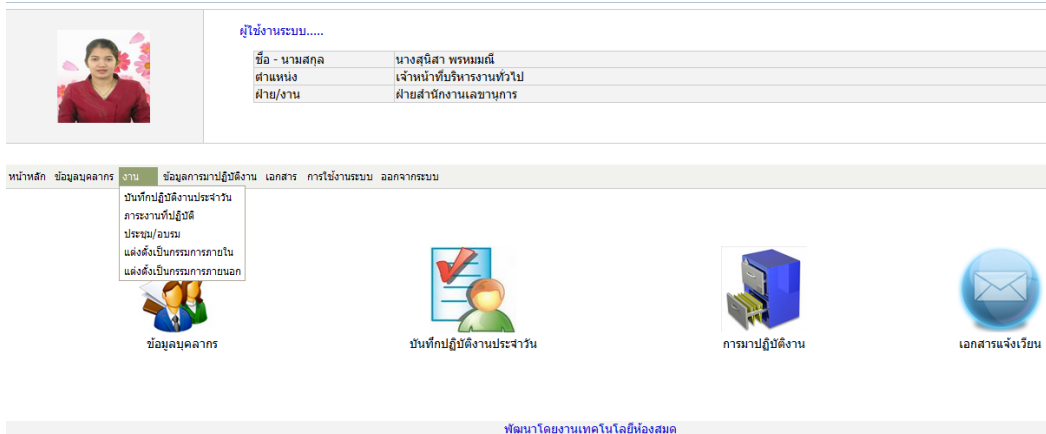 ผู้ใช้งานระบบ.....
ชื่อ - นามสกุล นางสุนิสา พรหมมณี
ตำแหน่ง เจ้าหน้าที่บริหารงานทั่วไป
ฝ่าย/งาน ฝ่ายสำนักงานเลขานุการ
หน้าหลัก ข้อมูลบุคลากร งาน ข้อมูลการมาปฏิบัติงาน เอกสาร การใช้งานระบบ ออกจากระบบ
บันทึกปฏิบัติงานประจำวัน
ภาระงานที่ปฏิบัติ
ประชุม/อบรม
แต่งตั้งเป็นกรรมการภายใน
แต่งตั้งเป็นกรรมการภายนอก
ข้อมูลบุคลากร บันทึกปฏิบัติงานประจำวัน การมาปฏิบัติงาน เอกสารแจ้งเวียน
พัฒนาโดยงานเทคโนโลยีห้องสมุด